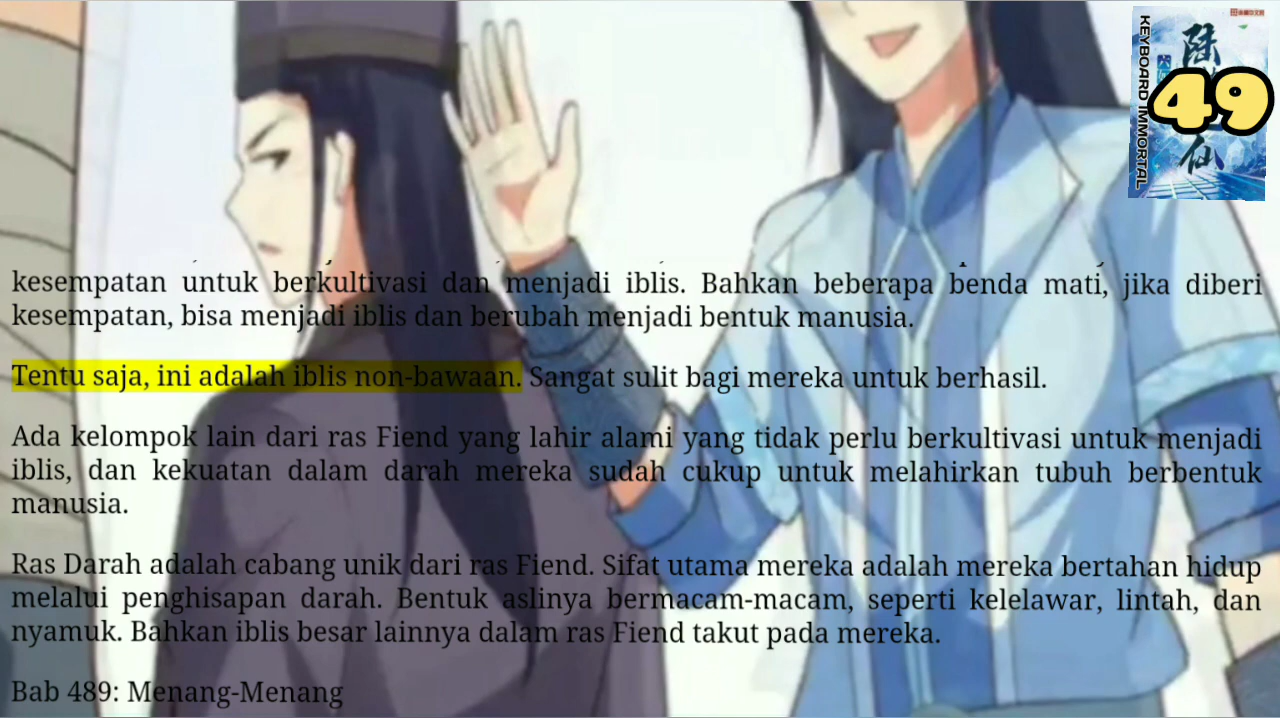 KEYBOARD IMMORTAL
49
仙
kesempatan untuk berkultivasi dan menjadi iblis. Bahkan beberapa benda mati, jika diberi
kesempatan, bisa menjadi iblis dan berubah menjadi bentuk manusia.
Tentu saja, ini adalah iblis non-bawaan. Sangat sulit bagi mereka untuk berhasil.
Ada kelompok lain dari ras Fiend yang lahir alami yang tidak perlu berkultivasi untuk menjadi
iblis, dan kekuatan dalam darah mereka sudah cukup untuk melahirkan tubuh berbentuk
manusia.
Ras Darah adalah cabang unik dari ras Fiend. Sifat utama mereka adalah mereka bertahan hidup
melalui penghisapan darah. Bentuk aslinya bermacam-macam, seperti kelelawar, lintah, dan
nyamuk. Bahkan iblis besar lainnya dalam ras Fiend takut pada mereka.
Bab 489: Menang-Menang